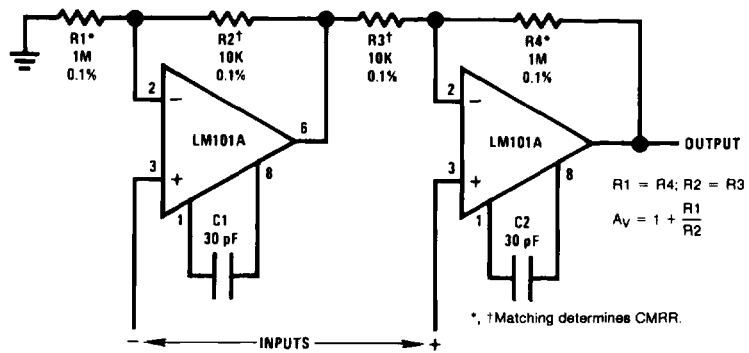 R1* R2† R3† R4*
1M 10K 10K 1M
0.1% 0.1% 0.1% 0.1%
2 − 2 −
LM101A 6 LM101A OUTPUT
3 + 8 3 + 8
R1 = R4; R2 = R3
1 C1 1 C2
30 pF 30 pF
AV = 1 + R1/R2
*, †Matching determines CMRR.
− INPUTS +